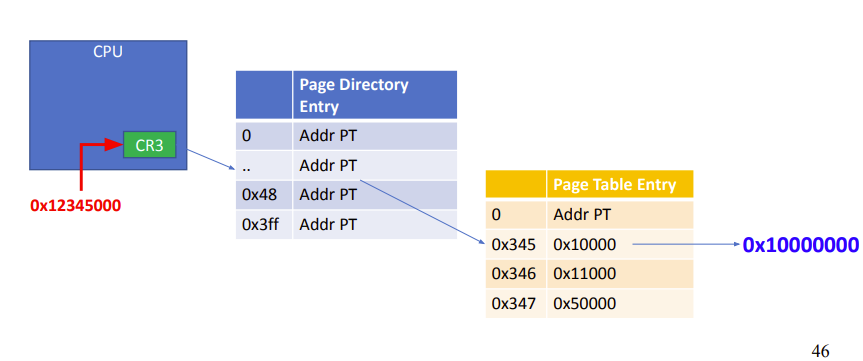 CPU
CR3
0x12345000
Page Directory
Entry
0 Addr PT
.. Addr PT
0x48 Addr PT
0x3ff Addr PT
Page Table Entry
0 Addr PT
0x345 0x10000
0x346 0x11000
0x347 0x50000
0x10000000
46